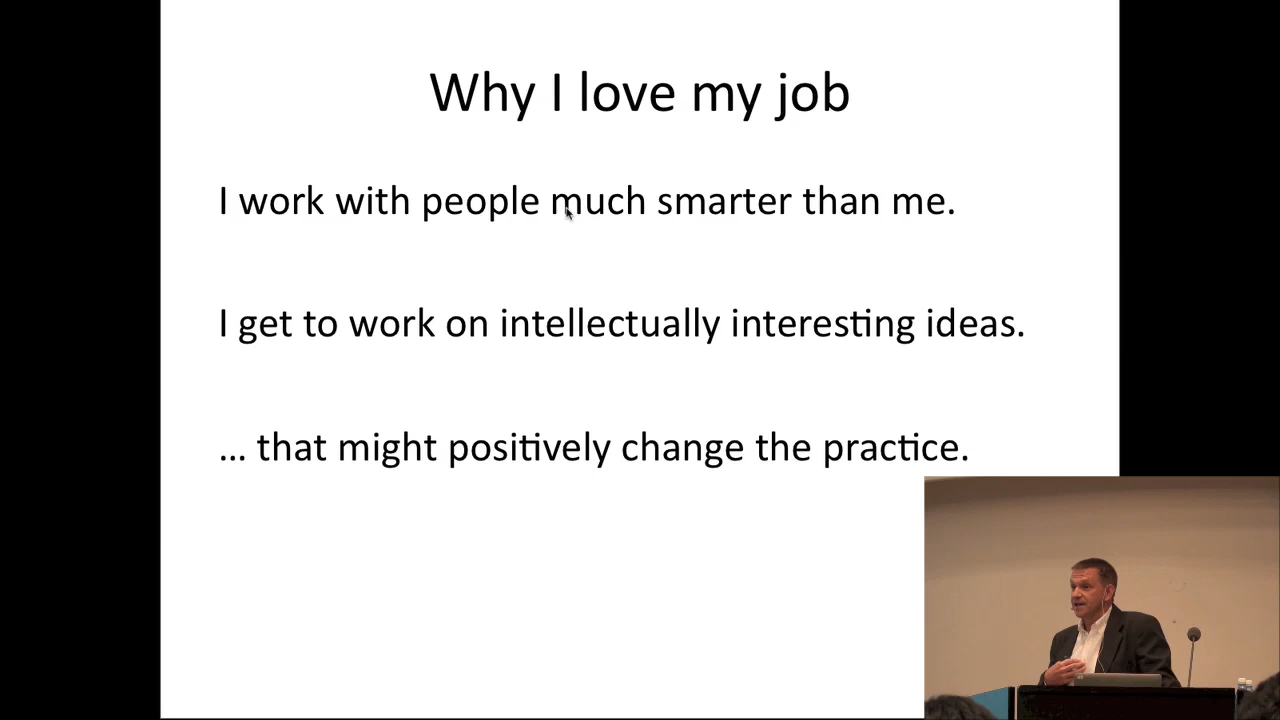 Why I love my job
I work with people much smarter than me.
I get to work on intellectually interesting ideas.
... that might positively change the practice.